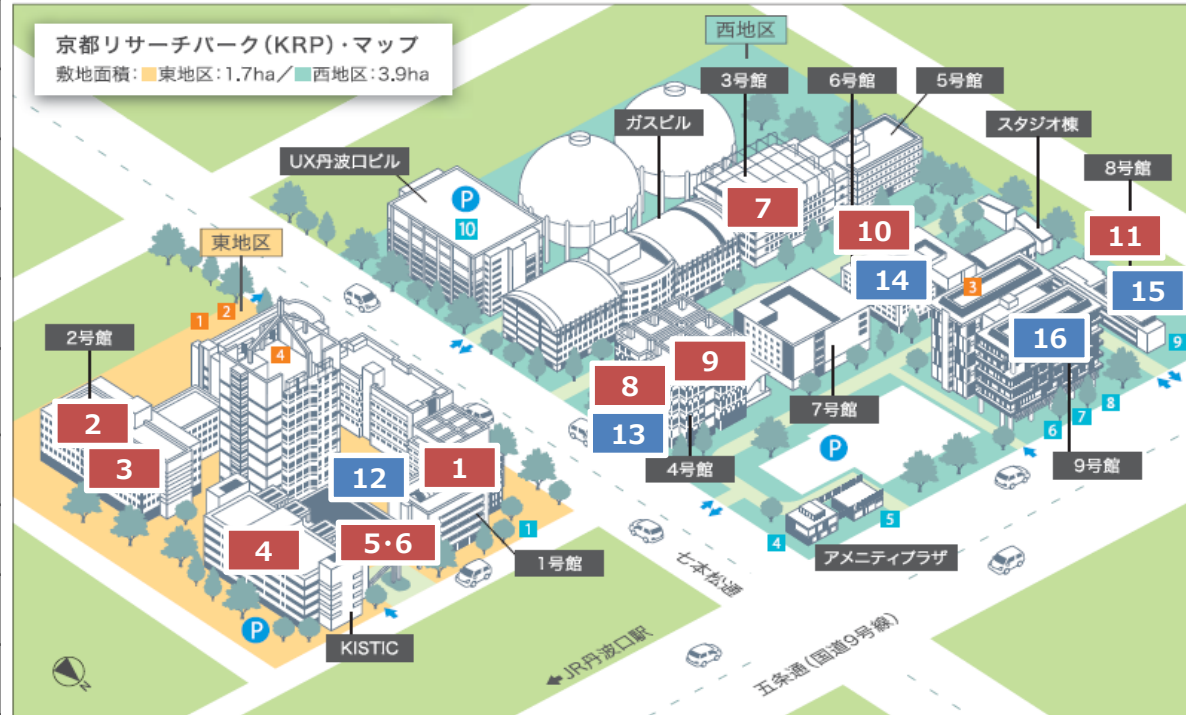 京都リサーチパーク(KRP)・マップ
敷地面積:■東地区:1.7ha/■西地区:3.9ha
西地区
3号館
6号館
5号館
ガスビル
スタジオ棟
8号館
UX丹波口ビル
P
10
7
10
11
14
15
東地区
1
2
3
4
2号館
16
9
8
9
2
3
13
7号館
6
7
8
12
1
4号館
P
9号館
4
5・6
1
4
5
1号館
アメニティプラザ
七本松通
P
KISTIC
JR丹波口駅
五条通(国道9号線)
N